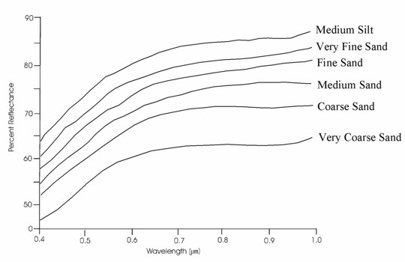 90
80
70
60
50
Percent Reflectance
Medium Silt
Very Fine Sand
Fine Sand
Medium Sand
Coarse Sand
Very Coarse Sand
0.4 0.5 0.6 0.7 0.8 0.9 1.0
Wavelength (µm)